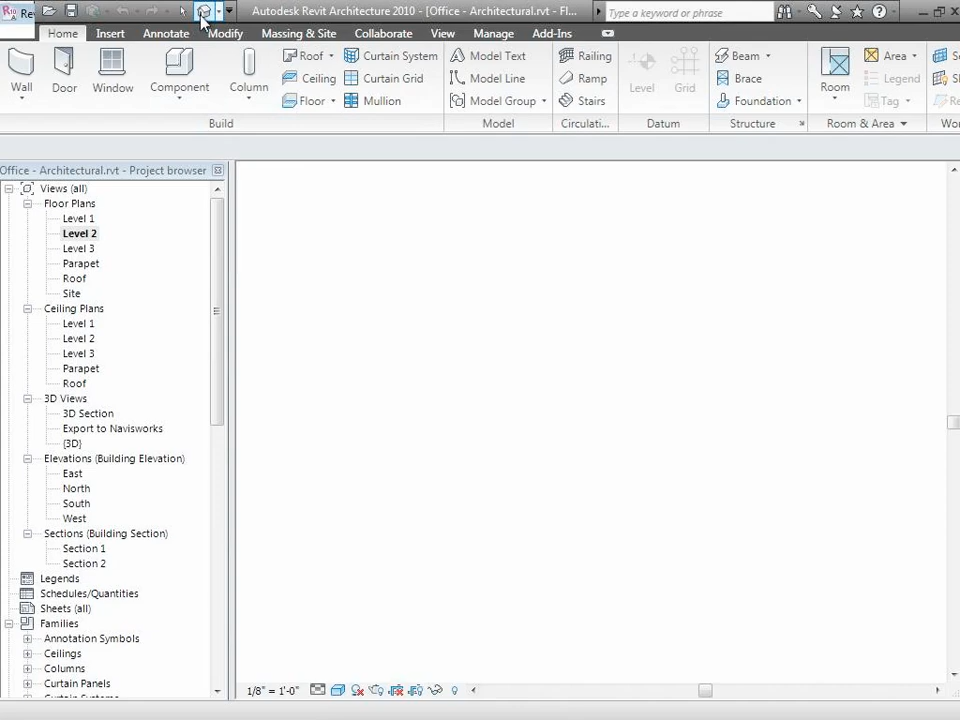 Re
Autodesk Revit Architecture 2010 - [Office - Architectural.rvt - Fl...
Type a keyword or phrase
Home Insert Annotate Modify Massing & Site Collaborate View Manage Add-Ins
Wall Door Window Component Column
Roof Curtain System
Ceiling Curtain Grid
Floor Mullion
Model Text
Model Line
Model Group
Railing
Ramp
Stairs
Level Grid
Beam
Brace
Foundation
Room
Area
Legend
Tag
Build Model Circulati... Datum Structure Room & Area
Office - Architectural.rvt - Project browser
Views (all)
Floor Plans
Level 1
Level 2
Level 3
Parapet
Roof
Site
Ceiling Plans
Level 1
Level 2
Level 3
Parapet
Roof
3D Views
3D Section
Export to Navisworks
{3D}
Elevations (Building Elevation)
East
North
South
West
Sections (Building Section)
Section 1
Section 2
Legends
Schedules/Quantities
Sheets (all)
Families
Annotation Symbols
Ceilings
Columns
Curtain Panels
1/8" = 1'-0"